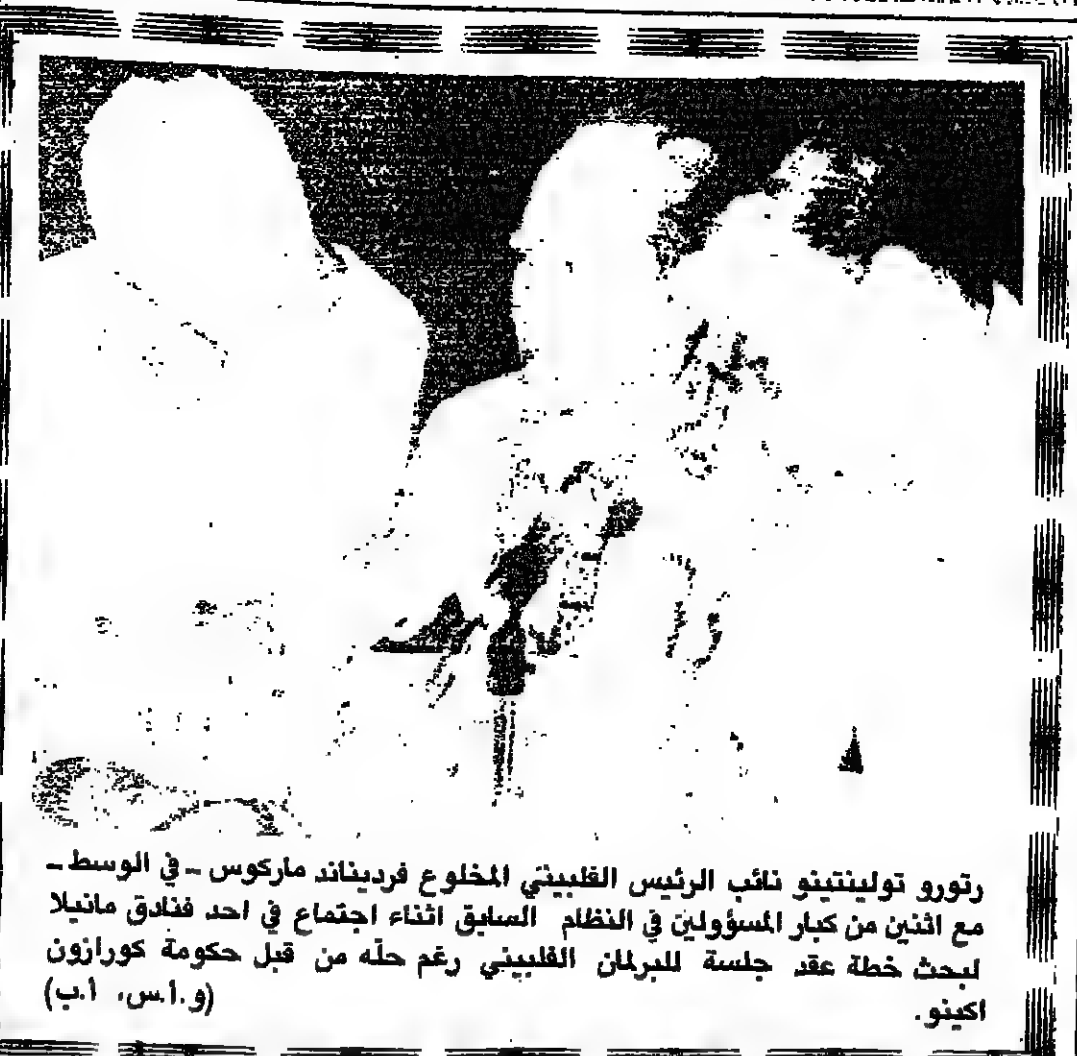 رتورو تولينتينو نائب الرئيس الفلبيني المخلوع فرديناند ماركوس ـ في الوسط ـ
مع اثنين من كبار المسؤولين في النظام السابق اثناء اجتماع في احد فنادق مانيلا
لبحث خطة عقد جلسة للبرلمان الفلبيني رغم حله من قبل حكومة كورازون
اكينو. (و.أ.س، أ.ب)